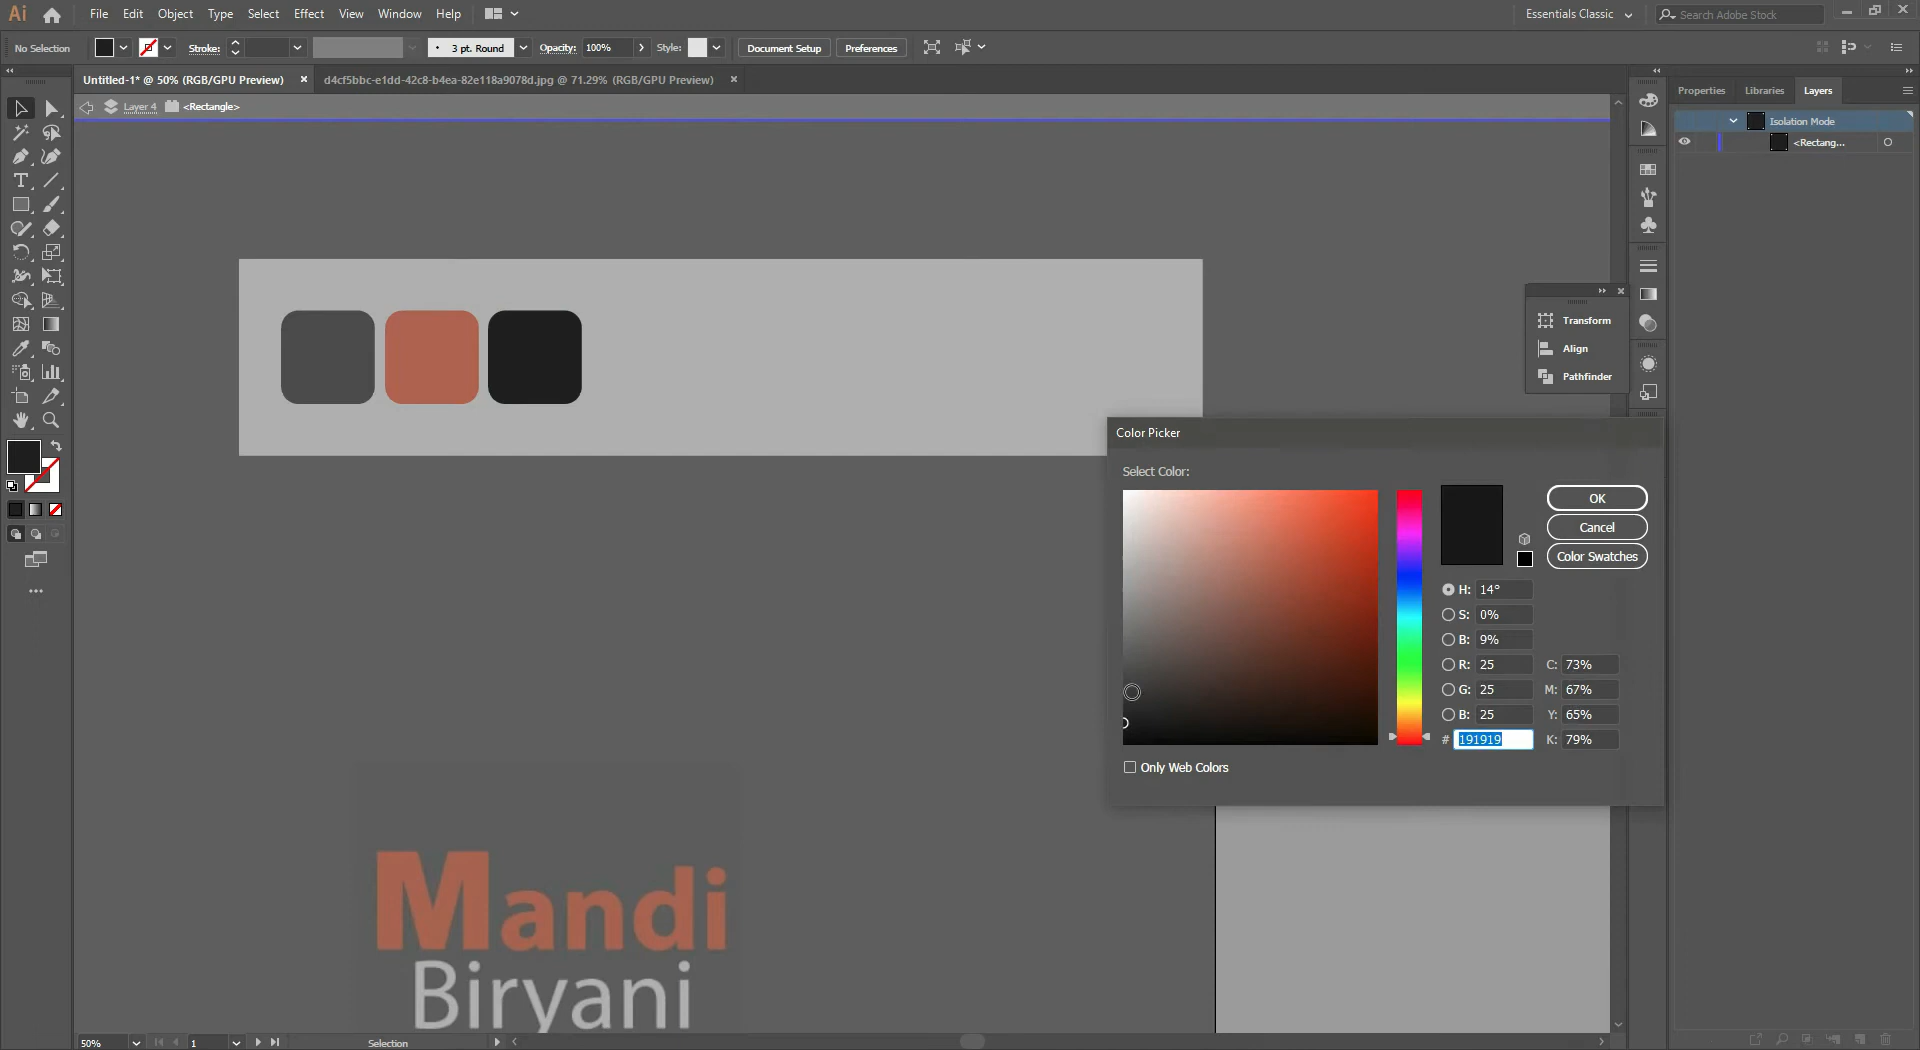 Ai File Edit Object Type Select Effect View Window Help Essentials Classic Search Adobe Stock
No Selection Stroke: 3 pt. Round Opacity: 100% Style: Document Setup Preferences
Untitled-1* @ 50% (RGB/GPU Preview) × d4cf5bbc-e1dd-42c8-b4ea-82e118a9078d.jpg @ 71.29% (RGB/GPU Preview) ×
Layer 4 <Rectangle>
Properties Libraries Layers
Isolation Mode
<Rectang...
Transform
Align
Pathfinder
Color Picker
Select Color:
OK
Cancel
Color Swatches
H: 14°
S: 0%
B: 9%
R: 25 C: 73%
G: 25 M: 67%
B: 25 Y: 65%
# 191919 K: 79%
Only Web Colors
Mandi
Biryani
50% 1 Selection